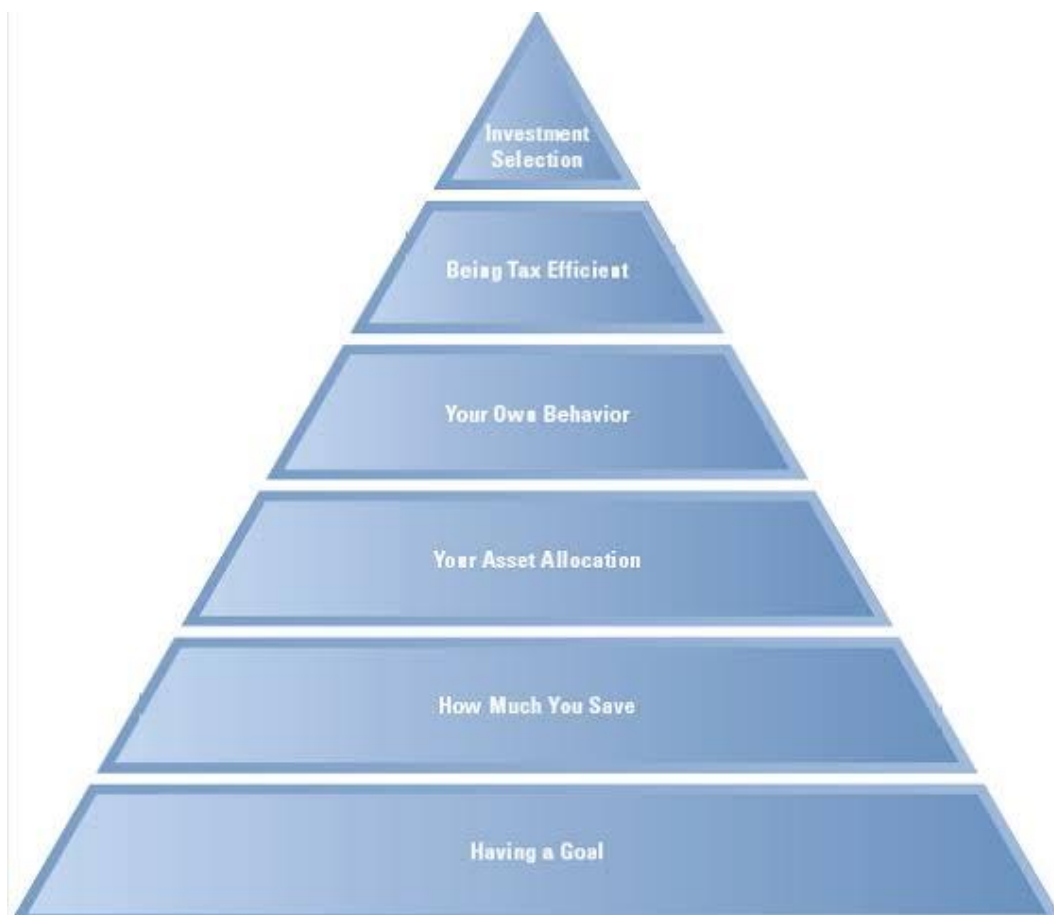 Investment
Selection
Being Tax Efficient
Your Own Behavior
Your Asset Allocation
How Much You Save
Having a Goal